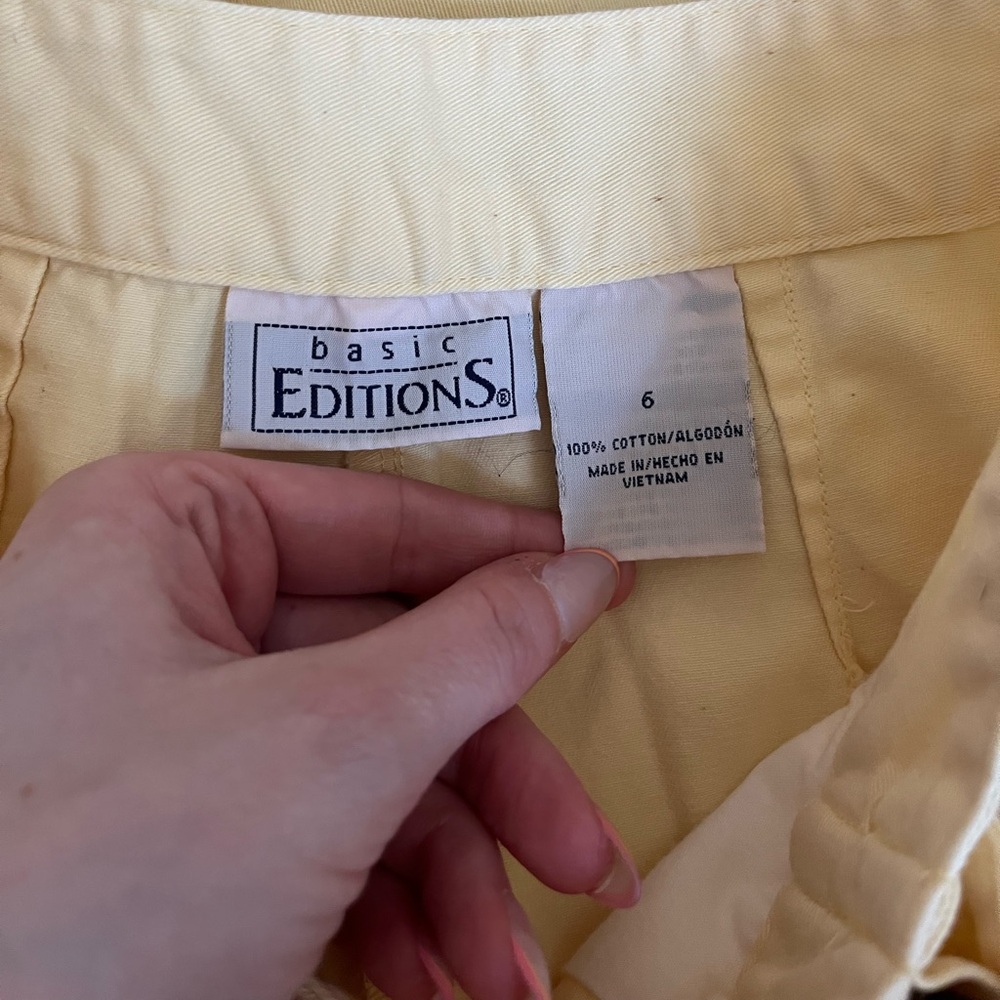 basic
EDITIONS®
6
100% COTTON/ALGODÓN
MADE IN/HECHO EN
VIETNAM